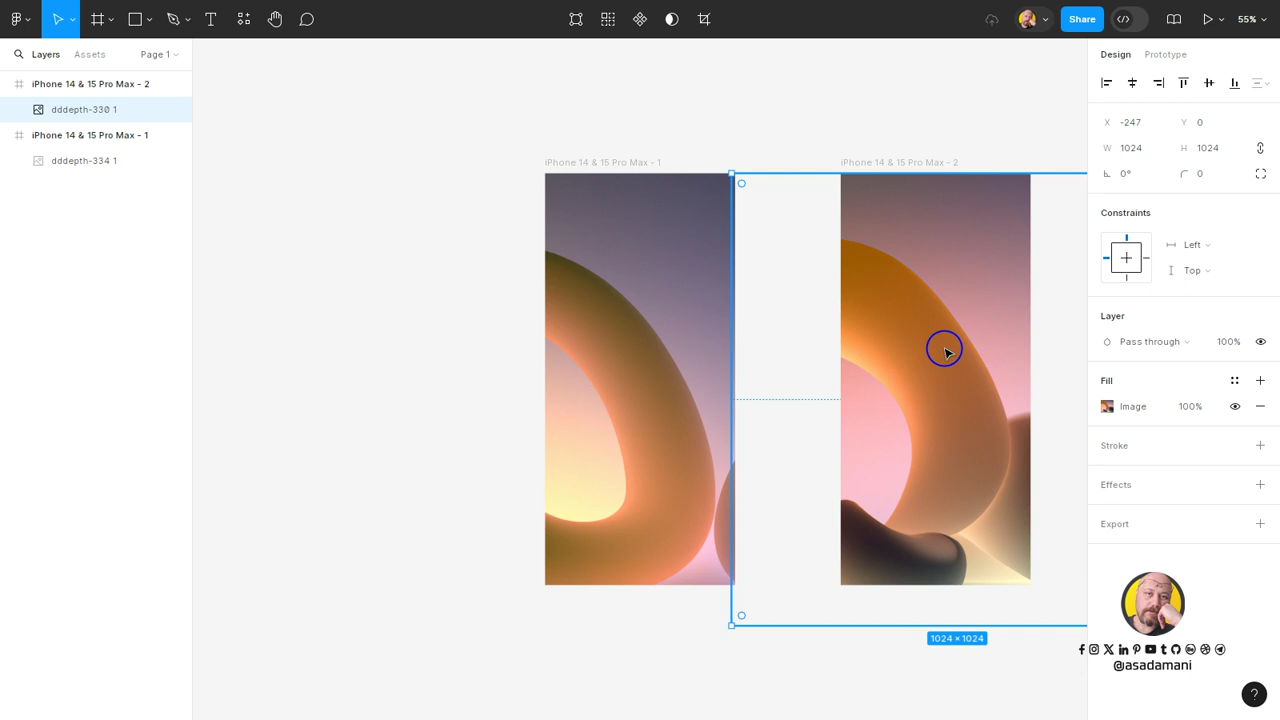 Share
55%
Layers
Assets
Page 1
iPhone 14 & 15 Pro Max - 2
dddepth-330 1
iPhone 14 & 15 Pro Max - 1
dddepth-334 1
iPhone 14 & 15 Pro Max - 1
iPhone 14 & 15 Pro Max - 2
1024 × 1024
Design
Prototype
X -247
Y 0
W 1024
H 1024
0°
0
Constraints
Left
Top
Layer
Pass through
100%
Fill
Image
100%
Stroke
Effects
Export
@asadamani
?